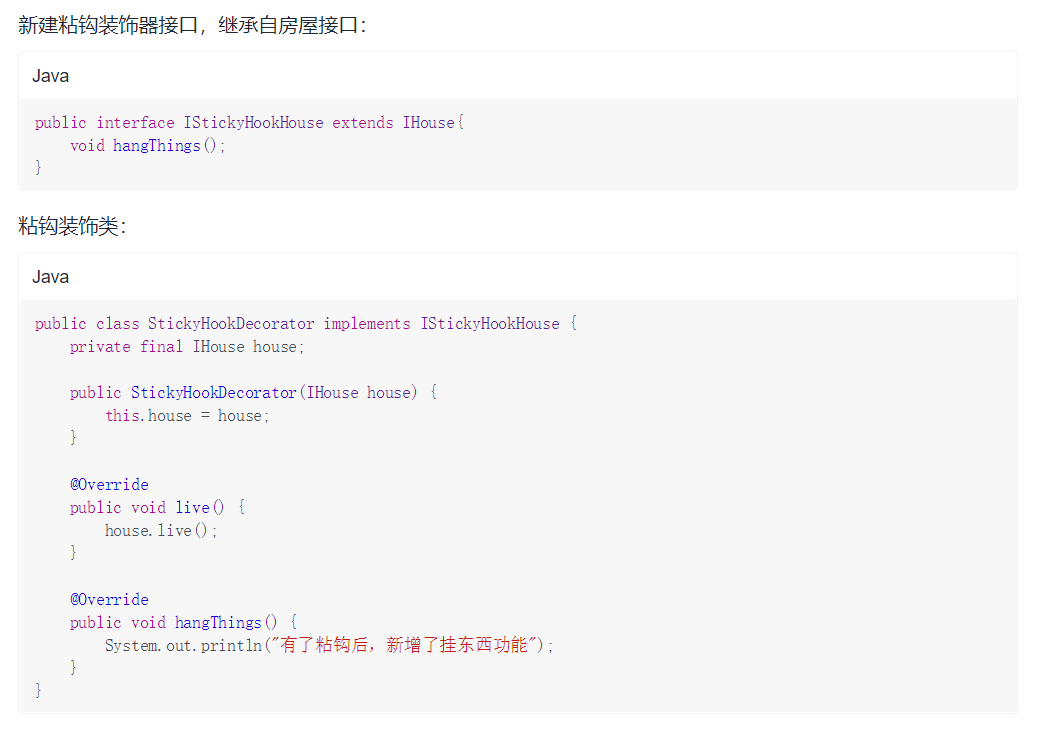 新建粘钩装饰器接口，继承自房屋接口：
Java
public interface IStickyHookHouse extends IHouse{
    void hangThings();
}
粘钩装饰类：
Java
public class StickyHookDecorator implements IStickyHookHouse {
    private final IHouse house;

    public StickyHookDecorator(IHouse house) {
        this.house = house;
    }

    @Override
    public void live() {
        house.live();
    }

    @Override
    public void hangThings() {
        System.out.println("有了粘钩后，新增了挂东西功能");
    }
}